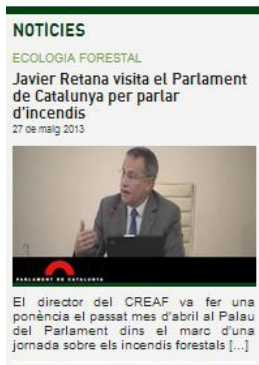 NOTÍCIES
ECOLOGIA FORESTAL
Javier Retana visita el Parlament
de Catalunya per parlar
d'incendis
27 de maig 2013
PARLAMENT DE CATALUNYA
El director del CREAF va fer una
ponència el passat mes d'abril al Palau
del Parlament dins el marc d'una
jornada sobre els incendis forestals [...]